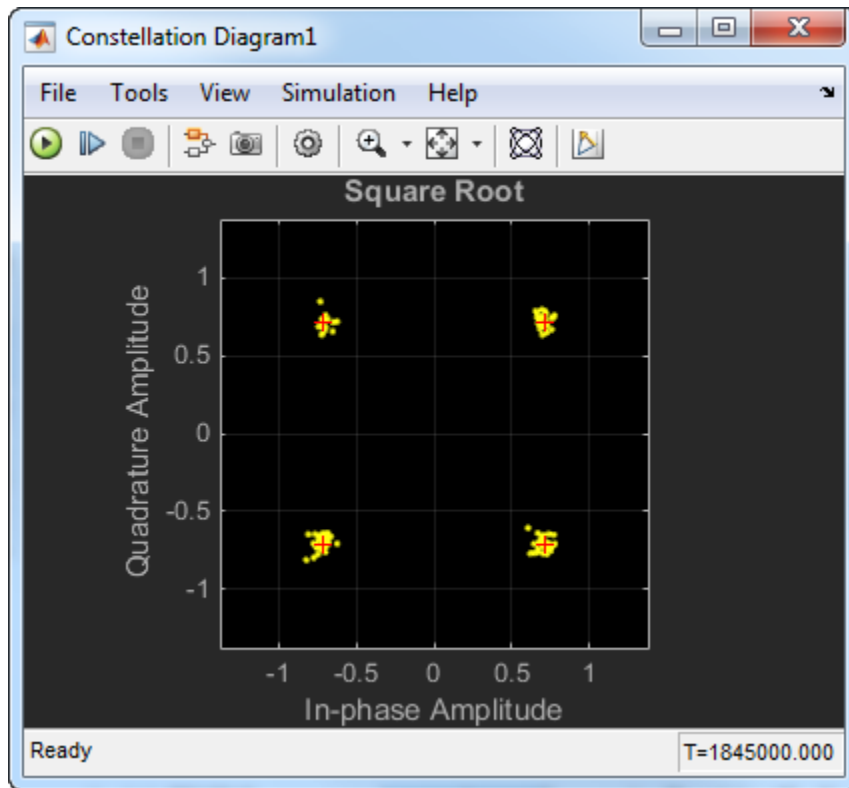 Constellation Diagram1
File Tools View Simulation Help
Square Root
Quadrature Amplitude
1
0.5
0
-0.5
-1
-1 -0.5 0 0.5 1
In-phase Amplitude
Ready T=1845000.000